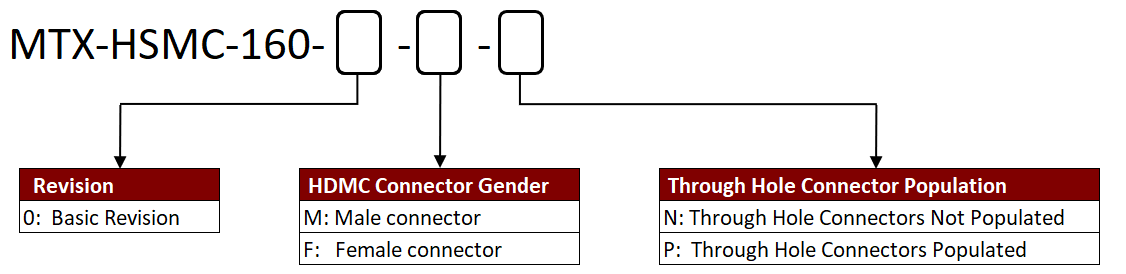 MTX-HSMC-160- - -
Revision
0: Basic Revision
HDMC Connector Gender
M: Male connector
F: Female connector
Through Hole Connector Population
N: Through Hole Connectors Not Populated
P: Through Hole Connectors Populated